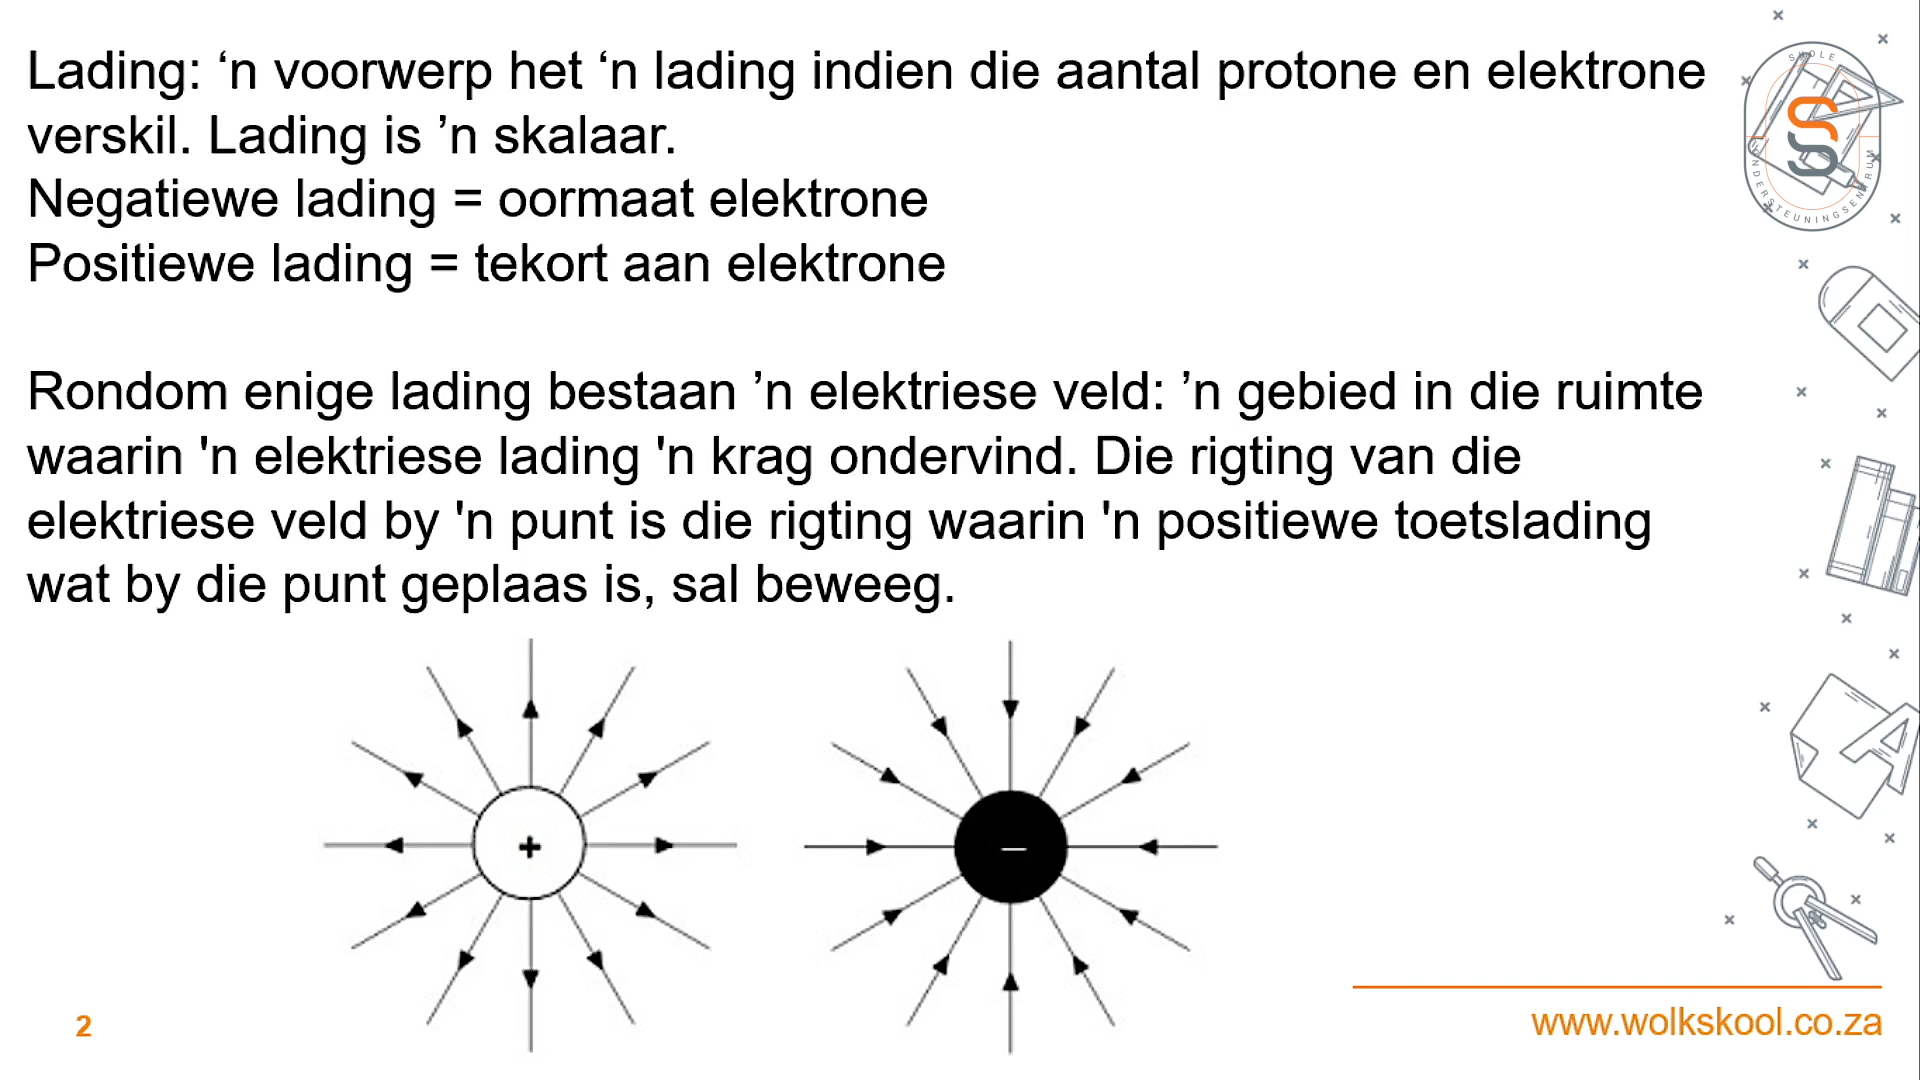 Lading: ‘n voorwerp het ‘n lading indien die aantal protone en elektrone
verskil. Lading is ’n skalaar.
Negatiewe lading = oormaat elektrone
Positiewe lading = tekort aan elektrone
Rondom enige lading bestaan ’n elektriese veld: ’n gebied in die ruimte
waarin 'n elektriese lading 'n krag ondervind. Die rigting van die
elektriese veld by 'n punt is die rigting waarin 'n positiewe toetslading
wat by die punt geplaas is, sal beweeg.
+
–
2
www.wolkskool.co.za